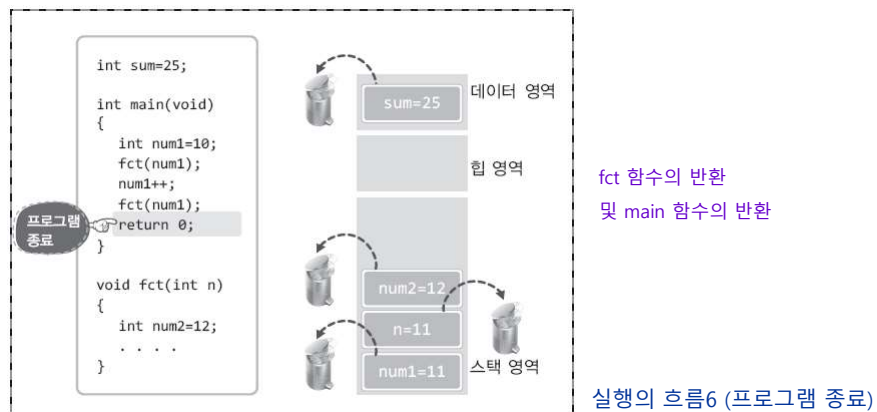 int sum=25;
int main(void)
{
int num1=10;
fct(num1);
num1++;
fct(num1);
return 0;
}
프로그램
종료
void fct(int n)
{
int num2=12;
. . . .
}
sum=25
데이터 영역
힙 영역
num2=12
n=11
num1=11
스택 영역
fct 함수의 반환
및 main 함수의 반환
실행의 흐름6 (프로그램 종료)